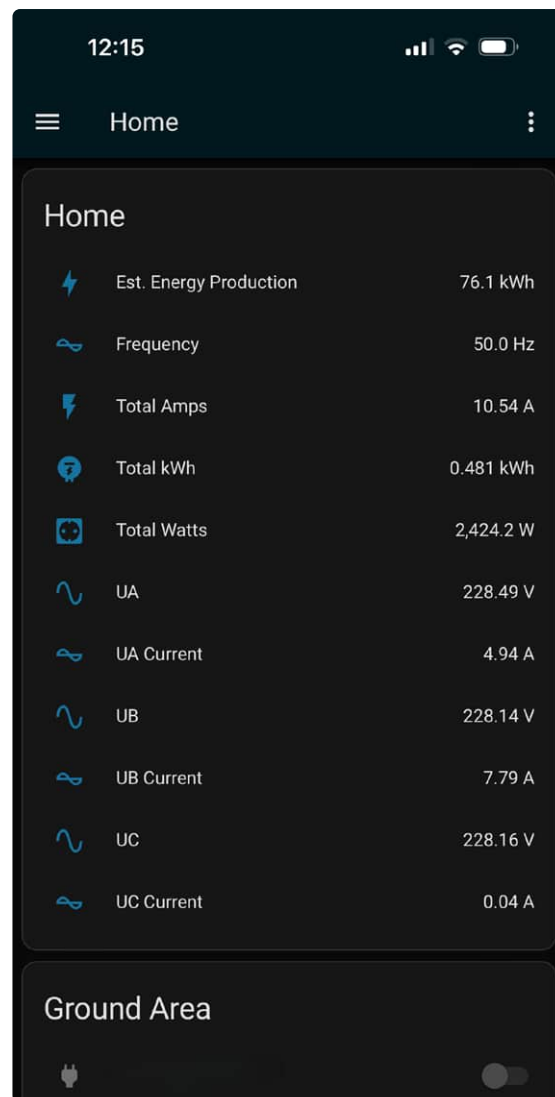 12:15
Home
Home
Est. Energy Production 76.1 kWh
Frequency 50.0 Hz
Total Amps 10.54 A
Total kWh 0.481 kWh
Total Watts 2,424.2 W
UA 228.49 V
UA Current 4.94 A
UB 228.14 V
UB Current 7.79 A
UC 228.16 V
UC Current 0.04 A
Ground Area